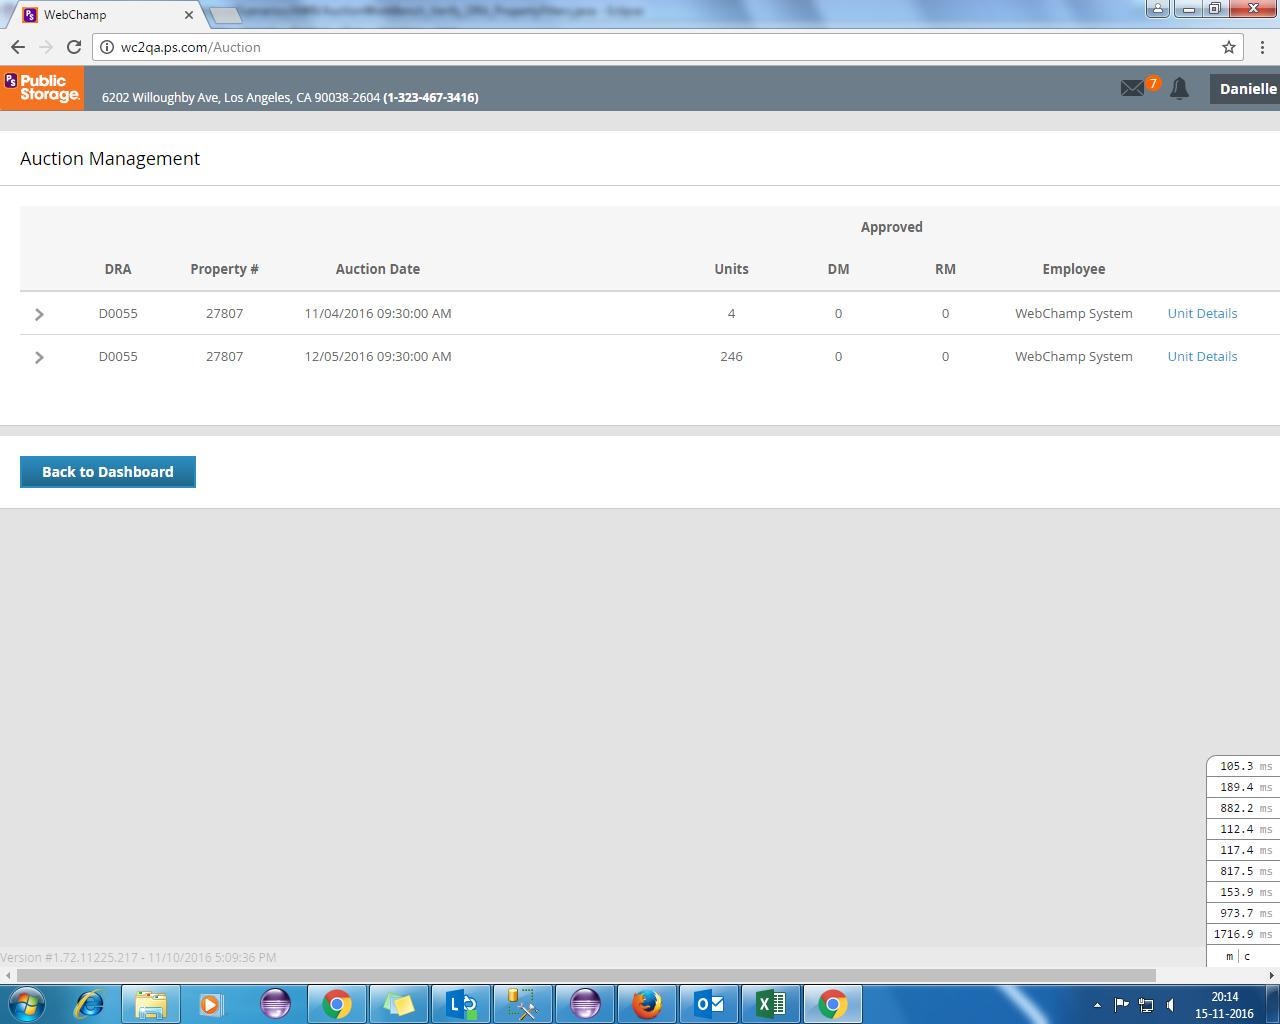 WebChamp
wc2qa.ps.com/Auction
PS Public
Storage.
6202 Willoughby Ave, Los Angeles, CA 90038-2604 (1-323-467-3416)
7
Danielle
Auction Management
Approved
DRA Property # Auction Date Units DM RM Employee
D0055 27807 11/04/2016 09:30:00 AM 4 0 0 WebChamp System Unit Details
D0055 27807 12/05/2016 09:30:00 AM 246 0 0 WebChamp System Unit Details
Back to Dashboard
105.3 ms
189.4 ms
882.2 ms
112.4 ms
117.4 ms
817.5 ms
153.9 ms
973.7 ms
1716.9 ms
m | c
Version #1.72.11225.217 - 11/10/2016 5:09:36 PM
20:14
15-11-2016